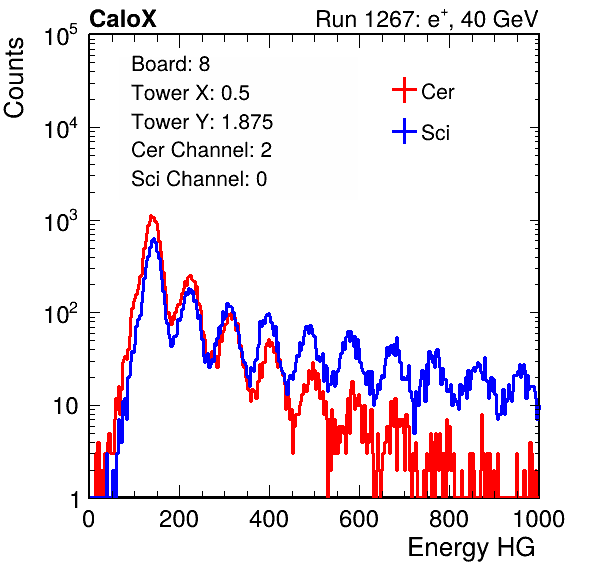 CaloX Run 1267: e⁺, 40 GeV
Counts
Board: 8
Tower X: 0.5
Tower Y: 1.875
Cer Channel: 2
Sci Channel: 0
Cer
Sci
10⁵
10⁴
10³
10²
10
1
0 200 400 600 800 1000
Energy HG